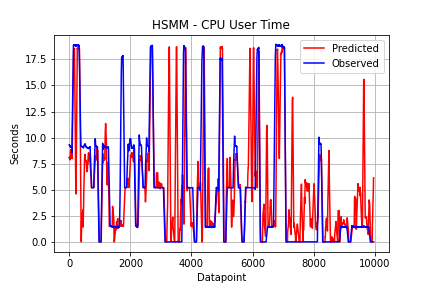 HSMM - CPU User Time
Predicted
Observed
Seconds
17.5
15.0
12.5
10.0
7.5
5.0
2.5
0.0
0 2000 4000 6000 8000 10000
Datapoint